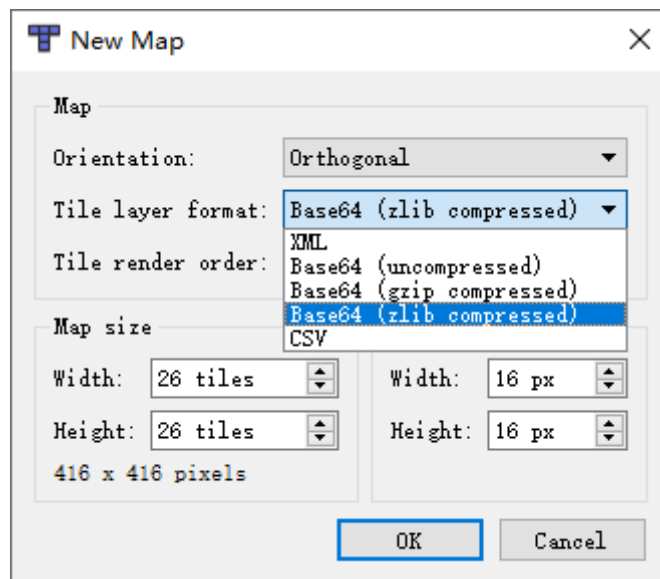 New Map
Map
Orientation: Orthogonal
Tile layer format: Base64 (zlib compressed)
XML
Tile render order: Base64 (uncompressed)
Base64 (gzip compressed)
Base64 (zlib compressed)
CSV
Map size
Width: 26 tiles
Height: 26 tiles
416 x 416 pixels
Width: 16 px
Height: 16 px
OK Cancel